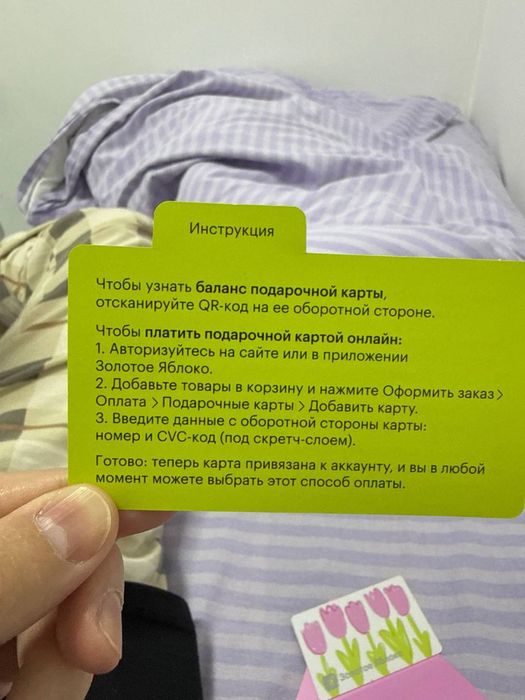 Инструкция
Чтобы узнать баланс подарочной карты,
отсканируйте QR-код на ее оборотной стороне.
Чтобы платить подарочной картой онлайн:
1. Авторизуйтесь на сайте или в приложении
Золотое Яблоко.
2. Добавьте товары в корзину и нажмите Оформить заказ >
Оплата > Подарочные карты > Добавить карту.
3. Введите данные с оборотной стороны карты:
номер и CVC-код (под скретч-слоем).
Готово: теперь карта привязана к аккаунту, и вы в любой
момент можете выбрать этот способ оплаты.
Золотое Яблоко